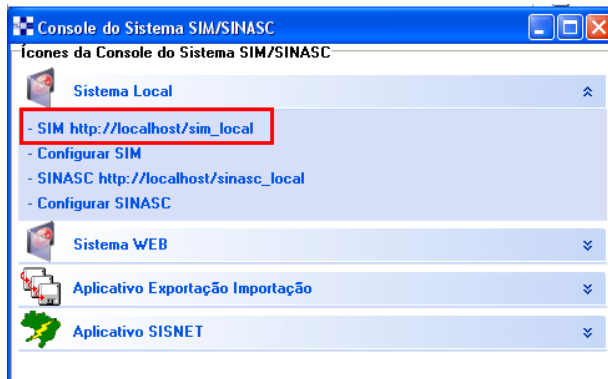 Console do Sistema SIM/SINASC
Ícones da Console do Sistema SIM/SINASC
Sistema Local
- SIM http://localhost/sim_local
- Configurar SIM
- SINASC http://localhost/sinasc_local
- Configurar SINASC
Sistema WEB
Aplicativo Exportação Importação
Aplicativo SISNET